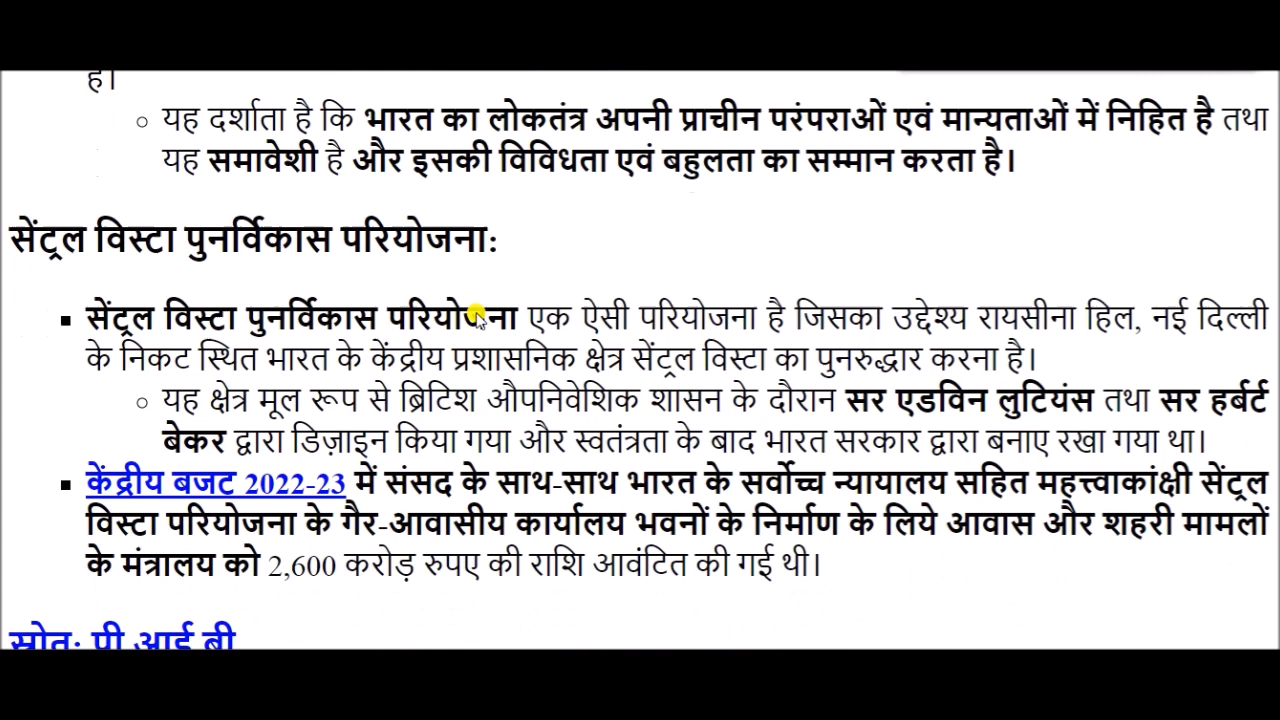 है।
यह दर्शाता है कि भारत का लोकतंत्र अपनी प्राचीन परंपराओं एवं मान्यताओं में निहित है तथा
यह समावेशी है और इसकी विविधता एवं बहुलता का सम्मान करता है।
सेंट्रल विस्टा पुनर्विकास परियोजना:
सेंट्रल विस्टा पुनर्विकास परियोजना एक ऐसी परियोजना है जिसका उद्देश्य रायसीना हिल, नई दिल्ली
के निकट स्थित भारत के केंद्रीय प्रशासनिक क्षेत्र सेंट्रल विस्टा का पुनरुद्धार करना है।
यह क्षेत्र मूल रूप से ब्रिटिश औपनिवेशिक शासन के दौरान सर एडविन लुटियंस तथा सर हर्बर्ट
बेकर द्वारा डिज़ाइन किया गया और स्वतंत्रता के बाद भारत सरकार द्वारा बनाए रखा गया था।
केंद्रीय बजट 2022-23 में संसद के साथ-साथ भारत के सर्वोच्च न्यायालय सहित महत्त्वाकांक्षी सेंट्रल
विस्टा परियोजना के गैर-आवासीय कार्यालय भवनों के निर्माण के लिये आवास और शहरी मामलों
के मंत्रालय को 2,600 करोड़ रुपए की राशि आवंटित की गई थी।
स्रोत: पी.आई.बी.